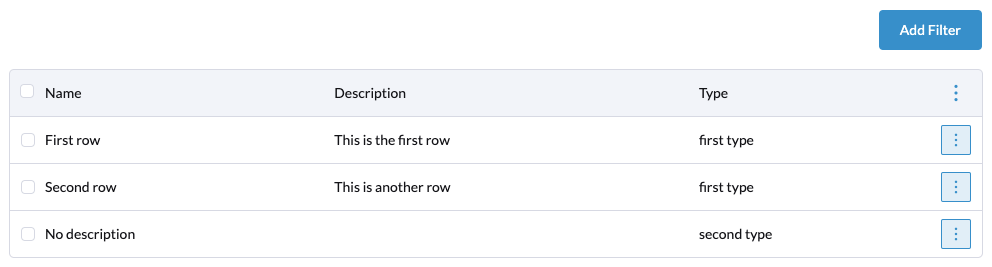 Add Filter
Name Description Type
First row This is the first row first type
Second row This is another row first type
No description second type